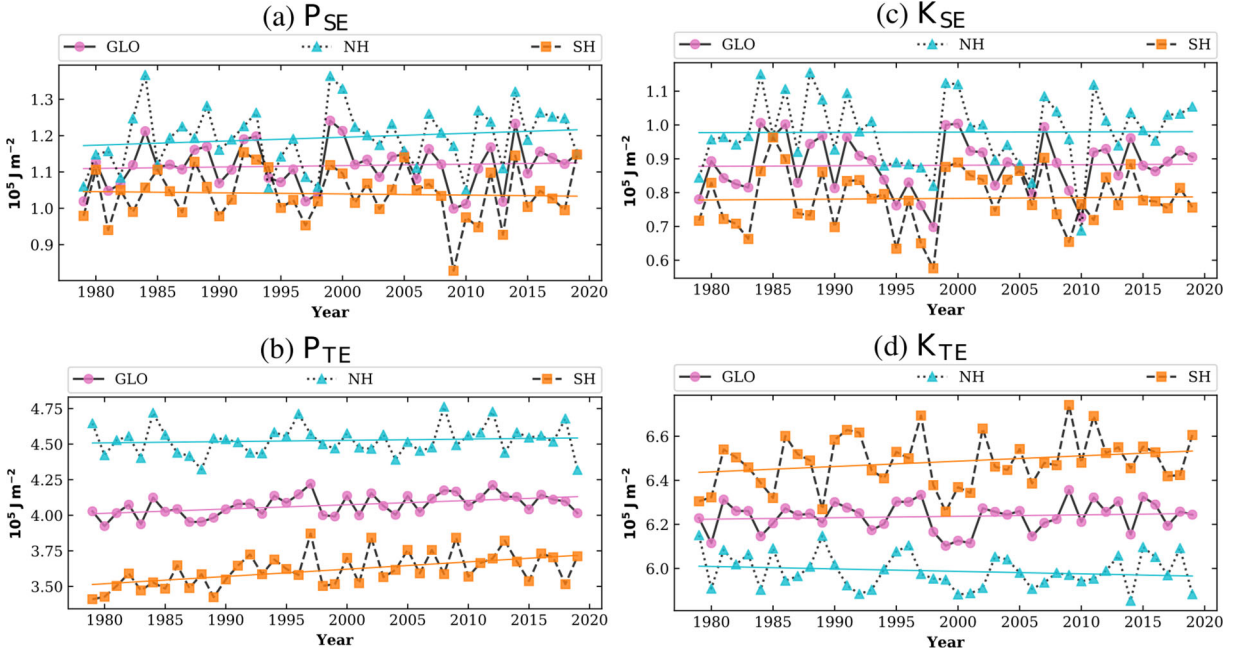 (a) P_SE
GLO NH SH
1.3
1.2
1.1
1.0
0.9
10⁵ J m⁻²
1980 1985 1990 1995 2000 2005 2010 2015 2020
Year
(c) K_SE
GLO NH SH
1.1
1.0
0.9
0.8
0.7
0.6
10⁵ J m⁻²
1980 1985 1990 1995 2000 2005 2010 2015 2020
Year
(b) P_TE
GLO NH SH
4.75
4.50
4.25
4.00
3.75
3.50
10⁵ J m⁻²
1980 1985 1990 1995 2000 2005 2010 2015 2020
Year
(d) K_TE
GLO NH SH
6.6
6.4
6.2
6.0
10⁵ J m⁻²
1980 1985 1990 1995 2000 2005 2010 2015 2020
Year